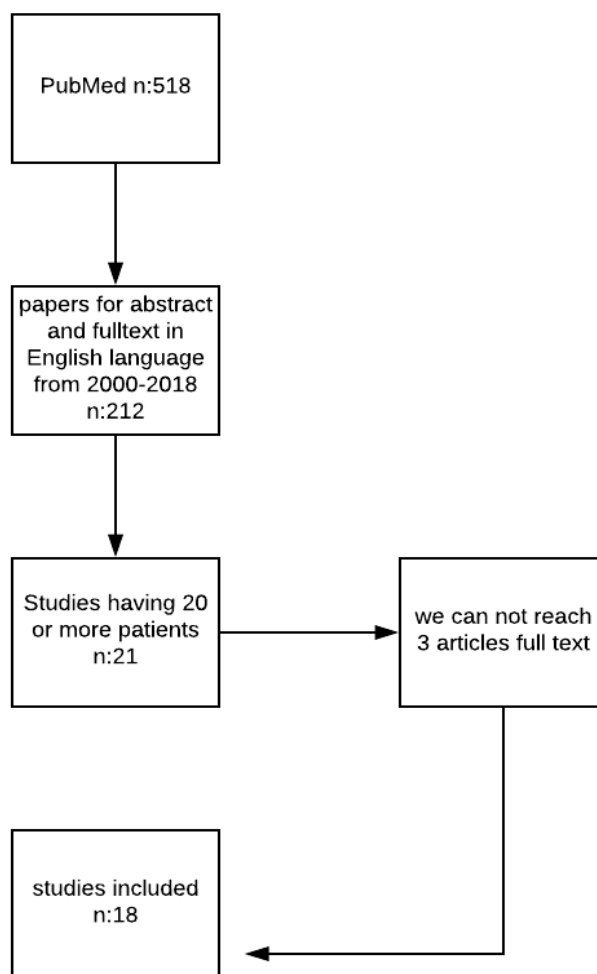 PubMed n:518
papers for abstract
and fulltext in
English language
from 2000-2018
n:212
Studies having 20
or more patients
n:21
we can not reach
3 articles full text
studies included
n:18